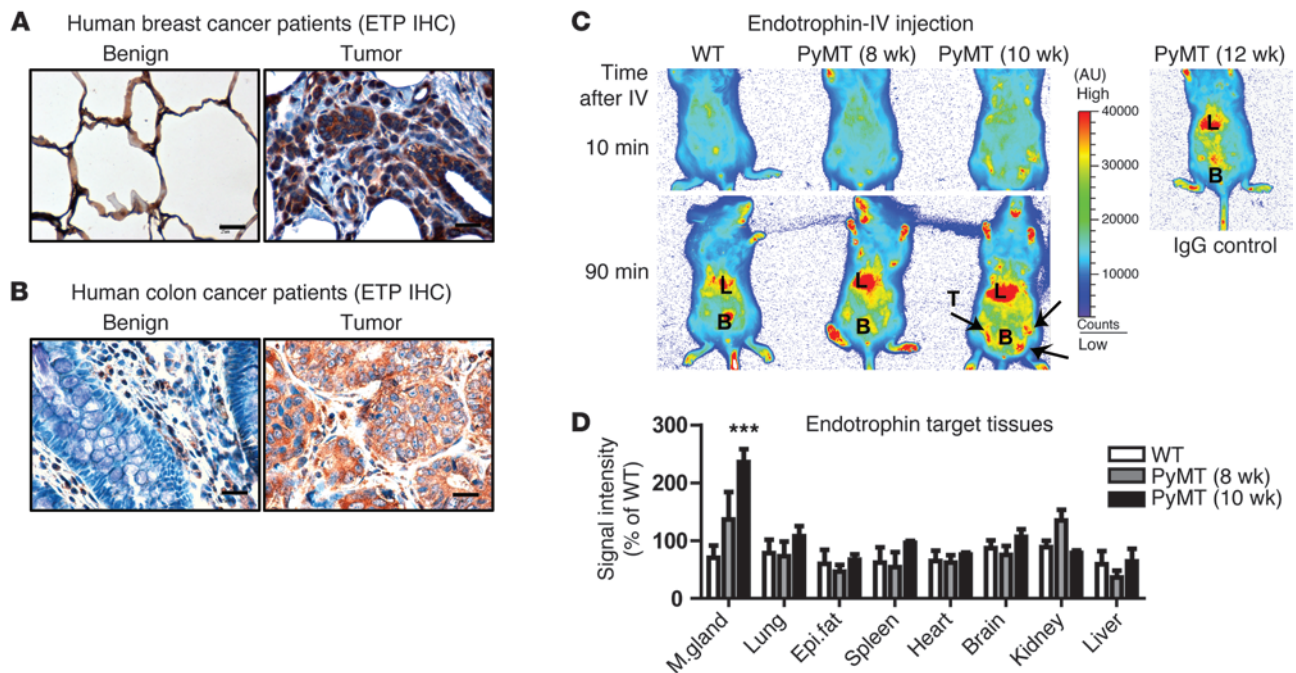 A
Human breast cancer patients (ETP IHC)
Benign
Tumor
B
Human colon cancer patients (ETP IHC)
Benign
Tumor
C
Endotrophin-IV injection
WT
PyMT (8 wk)
PyMT (10 wk)
PyMT (12 wk)
Time
after IV
10 min
90 min
L
B
L
B
T
L
B
(AU)
High
40000
30000
20000
10000
Counts
Low
L
B
IgG control
D
Endotrophin target tissues
***
Signal intensity
(% of WT)
300
200
100
0
M.gland
Lung
Epi.fat
Spleen
Heart
Brain
Kidney
Liver
WT
PyMT (8 wk)
PyMT (10 wk)